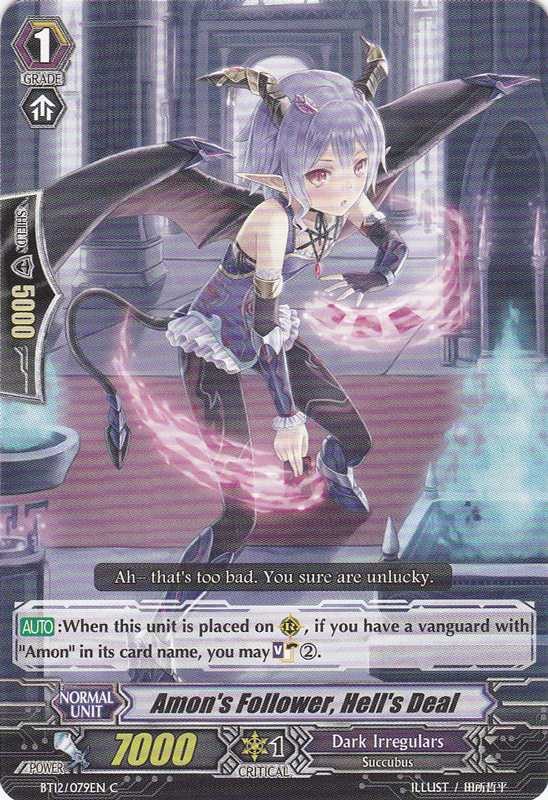 1
GRADE
SHIELD
5000
Ah- that's too bad. You sure are unlucky.
AUTO:When this unit is placed on R, if you have a vanguard with
"Amon" in its card name, you may V ②.
NORMAL
UNIT
Amon's Follower, Hell's Deal
POWER
7000
1
CRITICAL
Dark Irregulars
Succubus
BT12/079EN C
ILLUST / 田所哲平